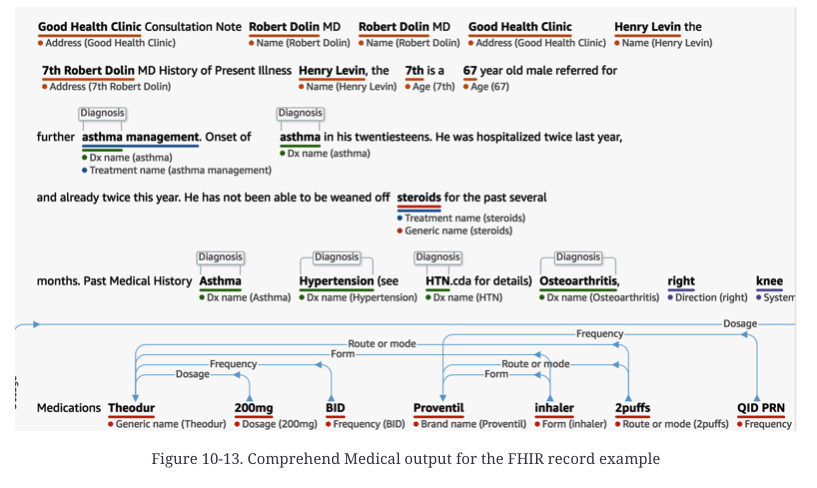 Good Health Clinic Consultation Note Robert Dolin MD Robert Dolin MD Good Health Clinic Henry Levin the
• Address (Good Health Clinic) • Name (Robert Dolin) • Name (Robert Dolin) • Address (Good Health Clinic) • Name (Henry Levin)
7th Robert Dolin MD History of Present Illness Henry Levin, the 7th is a 67 year old male referred for
• Address (7th Robert Dolin) • Name (Henry Levin) • Age (7th) • Age (67)
Diagnosis Diagnosis
further asthma management. Onset of asthma in his twentiesteens. He was hospitalized twice last year,
• Dx name (asthma) • Dx name (asthma)
• Treatment name (asthma management)
and already twice this year. He has not been able to be weaned off steroids for the past several
• Treatment name (steroids)
• Generic name (steroids)
Diagnosis Diagnosis Diagnosis Diagnosis
months. Past Medical History Asthma Hypertension (see HTN.cda for details) Osteoarthritis, right knee
• Dx name (Asthma) • Dx name (Hypertension) • Dx name (HTN) • Dx name (Osteoarthritis) • Direction (right) • System
Dosage
Frequency
Route or mode
Form
Frequency Route or mode
Dosage Form
Medications Theodur 200mg BID Proventil inhaler 2puffs QID PRN
• Generic name (Theodur) • Dosage (200mg) • Frequency (BID) • Brand name (Proventil) • Form (inhaler) • Route or mode (2puffs) • Frequency
Figure 10-13. Comprehend Medical output for the FHIR record example